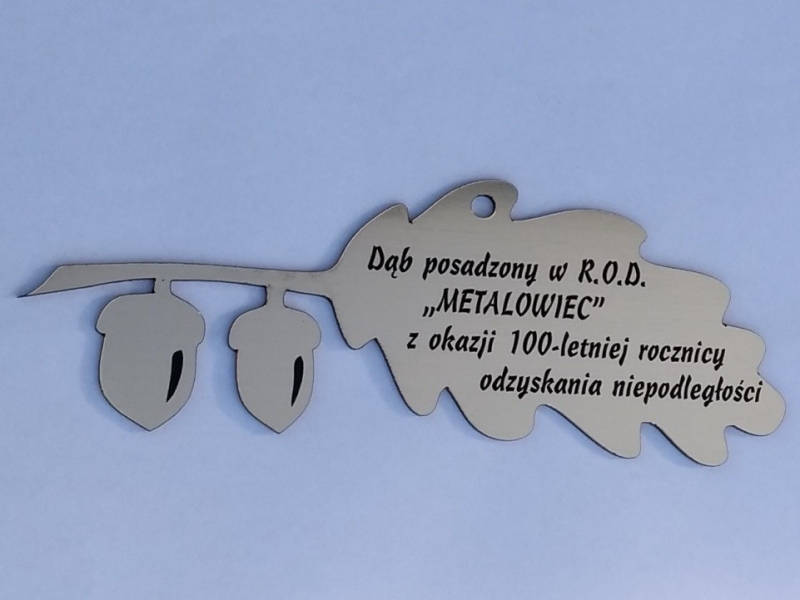 Dąb posadzony w R.O.D.
„METALOWIEC”
z okazji 100-letniej rocznicy
odzyskania niepodległości